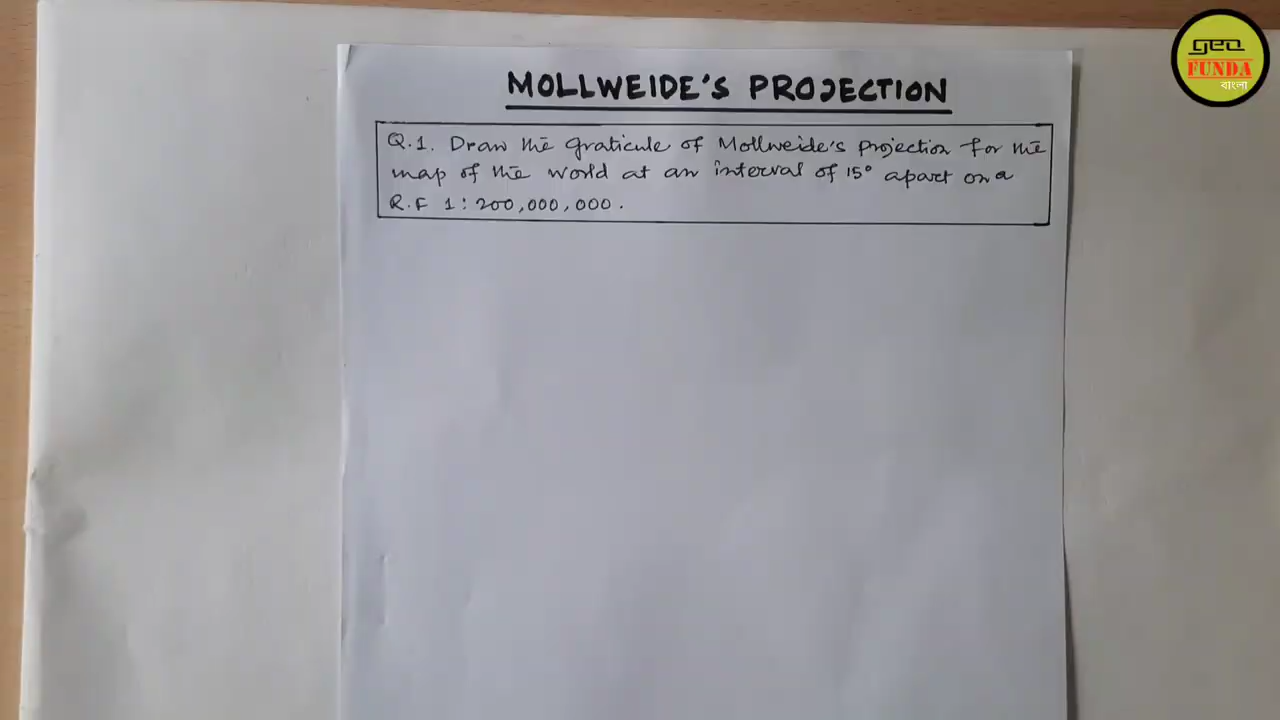 MOLLWEIDE'S PROJECTION
Q.1. Draw the graticule of Mollweide's projection for the
map of the world at an interval of 15° apart on a
R.F 1:200,000,000.
GEO
FUNDA
বাংলা